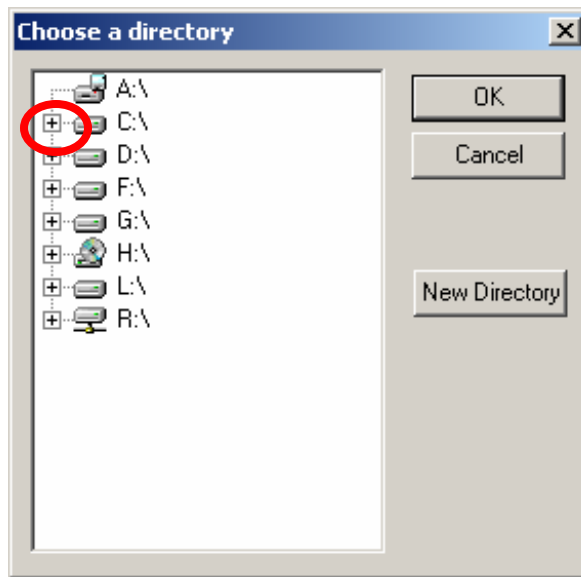 Choose a directory
A:\
OK
C:\
D:\
Cancel
F:\
G:\
H:\
L:\
New Directory
R:\